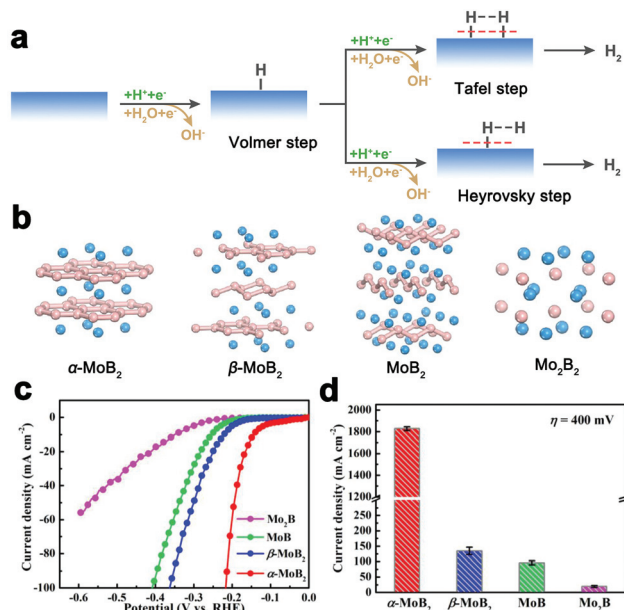 a
H
+H⁺+e⁻
+H₂O+e⁻
OH⁻
Volmer step
+H⁺+e⁻
+H₂O+e⁻
OH⁻
H--H
Tafel step
H₂
+H⁺+e⁻
+H₂O+e⁻
OH⁻
H--H
Heyrovsky step
H₂
b
α-MoB₂
β-MoB₂
MoB₂
Mo₂B₂
c
Current density (mA cm⁻²)
0
-20
-40
-60
-80
-100
-0.6 -0.5 -0.4 -0.3 -0.2 -0.1 0.0
Potential (V vs. RHE)
Mo₂B
MoB
β-MoB₂
α-MoB₂
d
η = 400 mV
Current density (mA cm⁻²)
2000
1800
1600
1400
1200
200
150
100
50
0
α-MoB₂ β-MoB₂ MoB Mo₂B